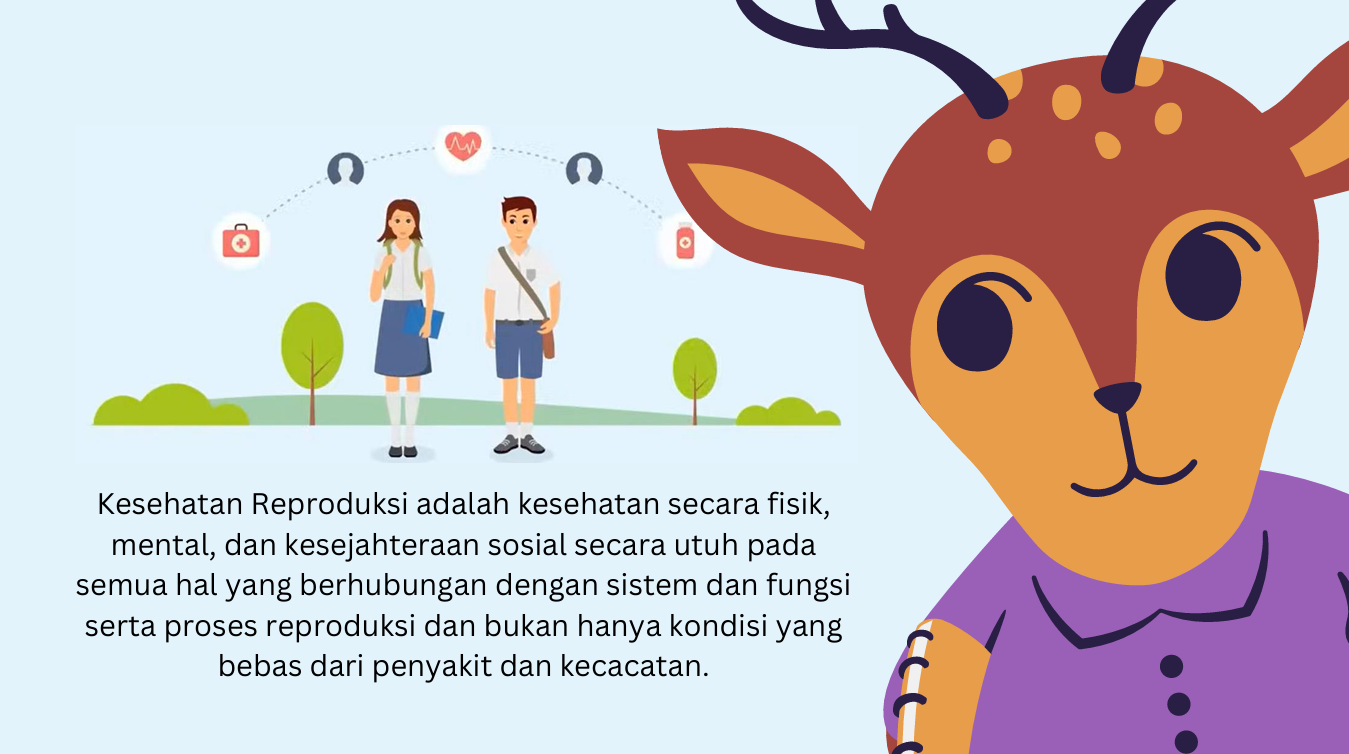 Kesehatan Reproduksi adalah kesehatan secara fisik,
mental, dan kesejahteraan sosial secara utuh pada
semua hal yang berhubungan dengan sistem dan fungsi
serta proses reproduksi dan bukan hanya kondisi yang
bebas dari penyakit dan kecacatan.